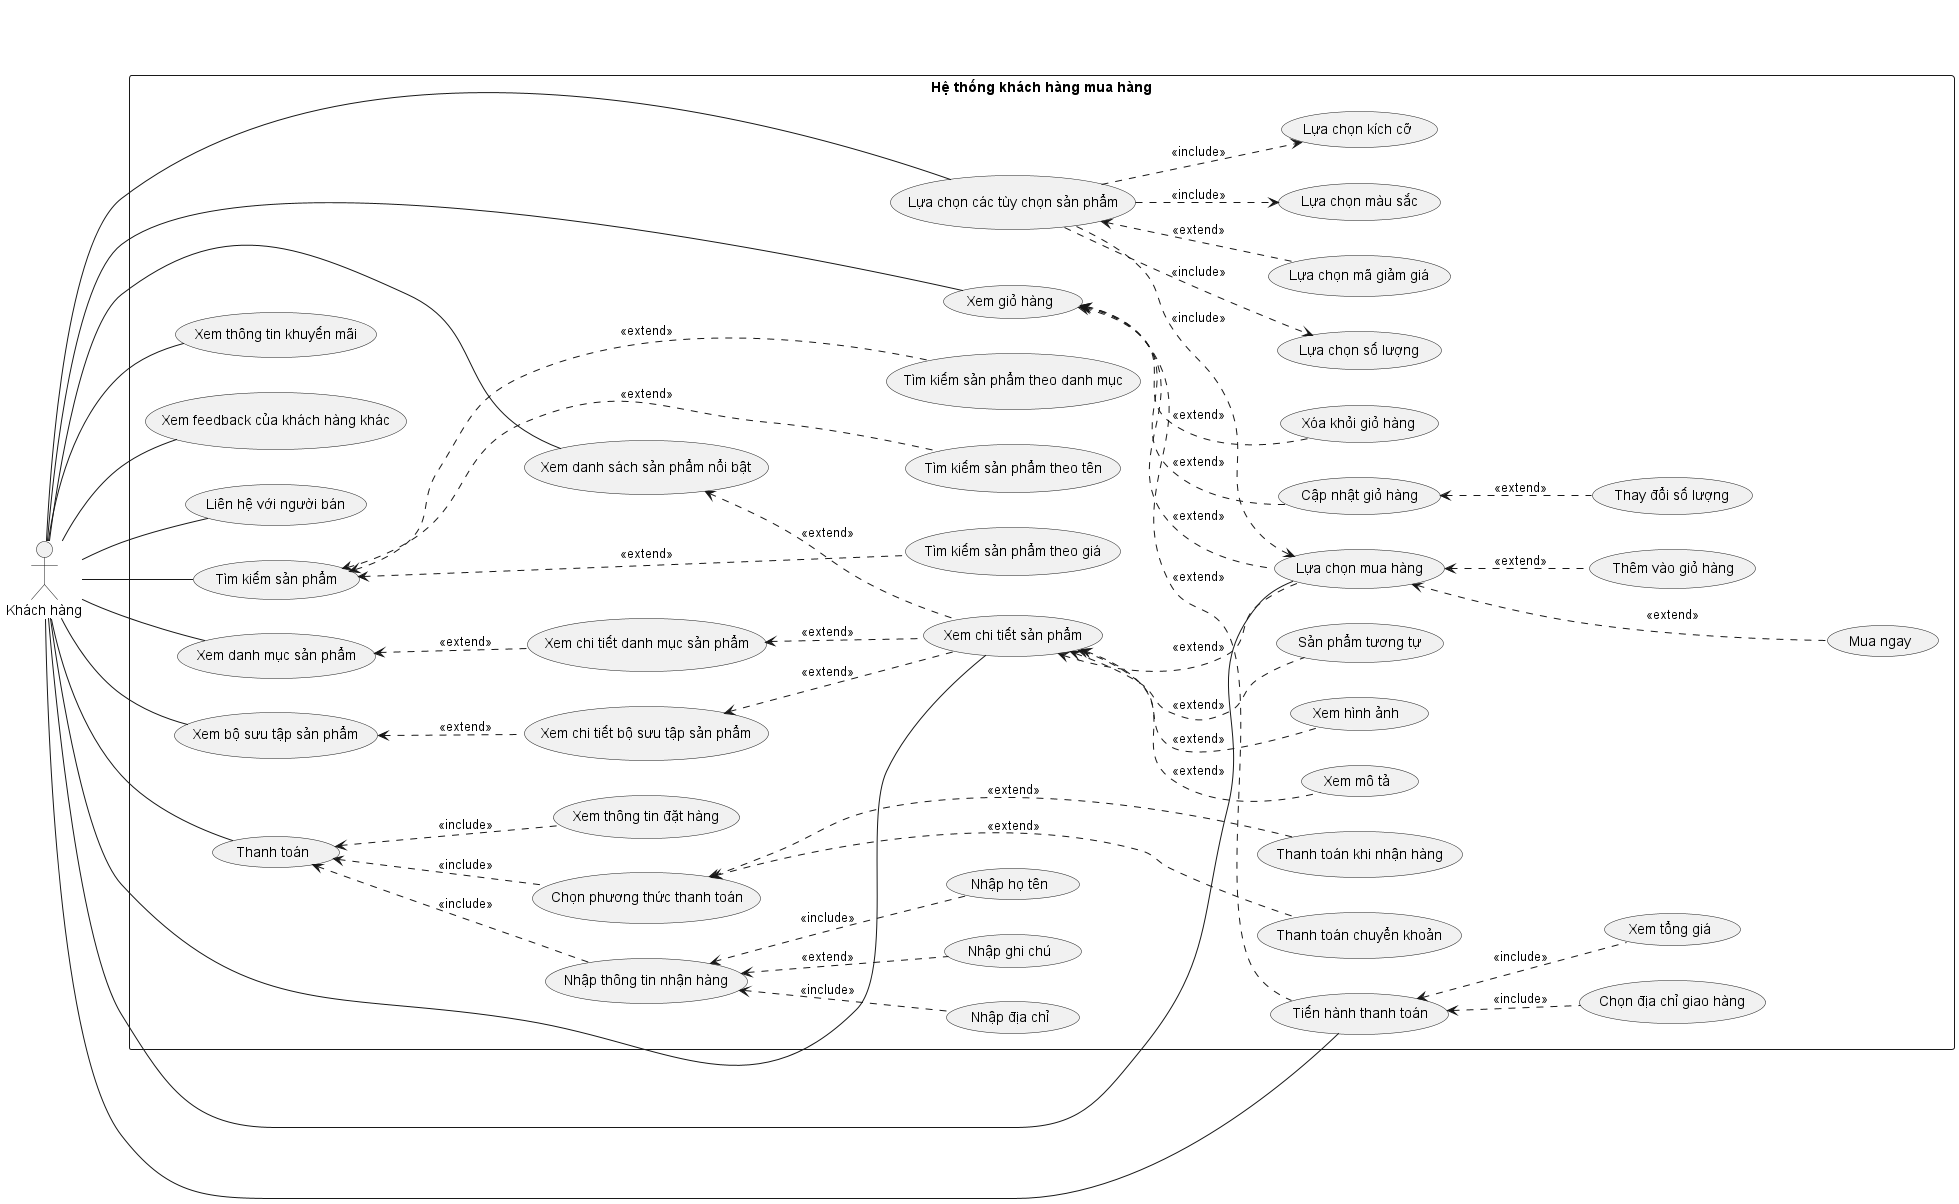 Hệ thống khách hàng mua hàng
Lựa chọn kích cỡ
«include»
Lựa chọn các tùy chọn sản phẩm
«include»
Lựa chọn màu sắc
«extend»
Lựa chọn mã giảm giá
«include»
Xem giỏ hàng
«include»
Xem thông tin khuyến mãi
«extend»
Lựa chọn số lượng
Tìm kiếm sản phẩm theo danh mục
«extend»
Xem feedback của khách hàng khác
«extend»
Xóa khỏi giỏ hàng
Xem danh sách sản phẩm nổi bật
Tìm kiếm sản phẩm theo tên
«extend»
Cập nhật giỏ hàng
«extend»
Thay đổi số lượng
Liên hệ với người bán
«extend»
«extend»
Tìm kiếm sản phẩm
«extend»
Tìm kiếm sản phẩm theo giá
«extend»
Lựa chọn mua hàng
«extend»
Thêm vào giỏ hàng
Khách hàng
«extend»
Mua ngay
Xem danh mục sản phẩm
«extend»
Xem chi tiết danh mục sản phẩm
«extend»
Xem chi tiết sản phẩm
«extend»
Sản phẩm tương tự
«extend»
Xem bộ sưu tập sản phẩm
«extend»
Xem chi tiết bộ sưu tập sản phẩm
«extend»
Xem hình ảnh
«extend»
«extend»
Xem mô tả
«extend»
Xem thông tin đặt hàng
«include»
«extend»
Thanh toán
«include»
Thanh toán khi nhận hàng
Chọn phương thức thanh toán
Nhập họ tên
«include»
«include»
Thanh toán chuyển khoản
Xem tổng giá
Nhập thông tin nhận hàng
«extend»
Nhập ghi chú
«include»
«include»
Nhập địa chỉ
Tiến hành thanh toán
«include»
Chọn địa chỉ giao hàng